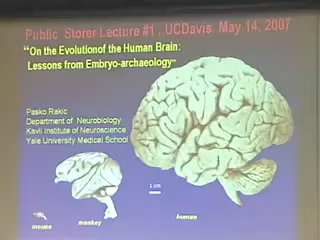 Public Storer Lecture #1 , UCDavis. May 14, 2007
"On the Evolutionof the Human Brain:
Lessons from Embryo-archaeology"
Pasko Rakic
Department of Neurobiology
Kavli Institute of Neuroscience
Yale University Medical School
1 cm
mouse
monkey
human